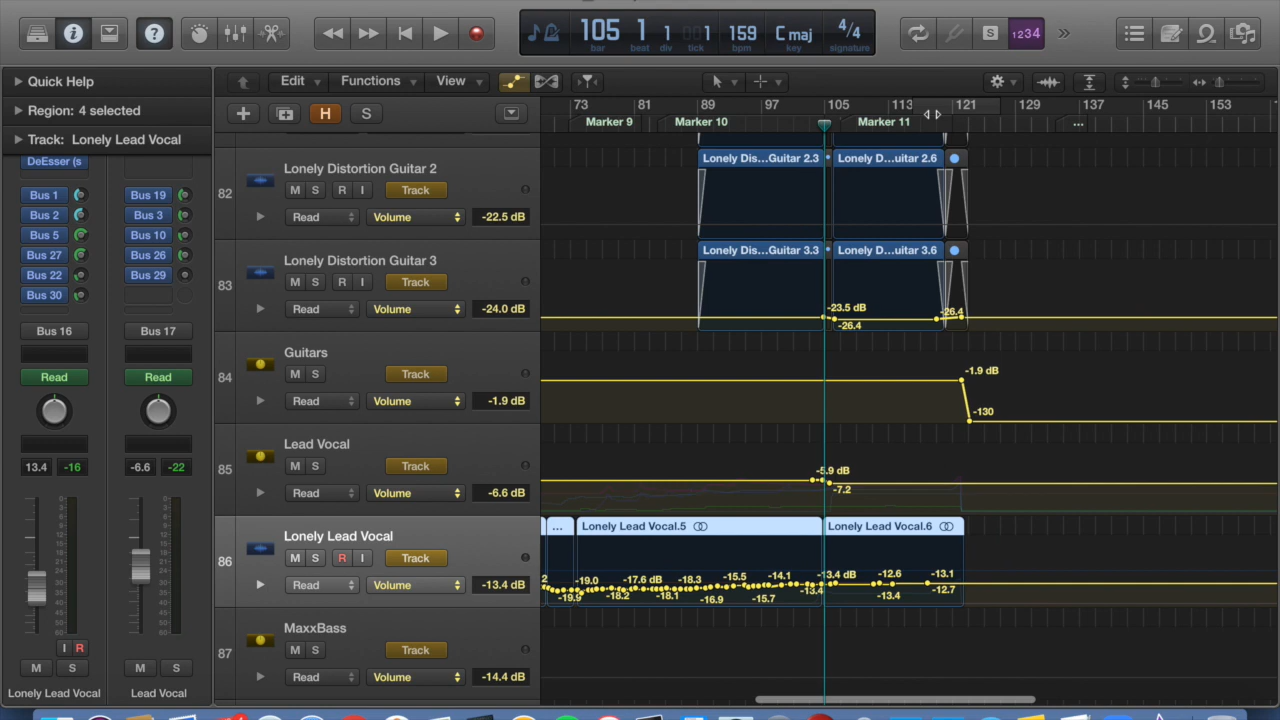 1234
105 1 1 1 159 C maj 4/4
bar beat div tick bpm key signature
Quick Help
Region: 4 selected
Track: Lonely Lead Vocal
DeEsser (s
Bus 1
Bus 19
Bus 2
Bus 3
Bus 5
Bus 10
Bus 27
Bus 26
Bus 22
Bus 29
Bus 30
Bus 16
Bus 17
Read
Read
13.4 -16
-6.6 -22
I R
M S
M S
Lonely Lead Vocal
Lead Vocal
Edit Functions View
H S
73 81 89 97 105 113 121 129 137 145 153
Marker 9 Marker 10 Marker 11 ...
82
Lonely Distortion Guitar 2
M S R I Track
Read Volume -22.5 dB
Lonely Dis...Guitar 2.3
Lonely D...uitar 2.6
83
Lonely Distortion Guitar 3
M S R I Track
Read Volume -24.0 dB
Lonely Dis...Guitar 3.3
Lonely D...uitar 3.6
-23.5 dB
-26.4
-26.4
84
Guitars
M S Track
Read Volume -1.9 dB
-1.9 dB
-130
85
Lead Vocal
M S Track
Read Volume -6.6 dB
-5.9 dB
-7.2
86
Lonely Lead Vocal
M S R I Track
Read Volume -13.4 dB
...
Lonely Lead Vocal.5
Lonely Lead Vocal.6
-19.0 -17.6 dB -18.3 -15.5 -14.1 -13.4 dB -12.6 -13.1
-19.9 -18.2 -18.1 -16.9 -15.7 -13.4 -13.4 -12.7
87
MaxxBass
M S Track
Read Volume -14.4 dB